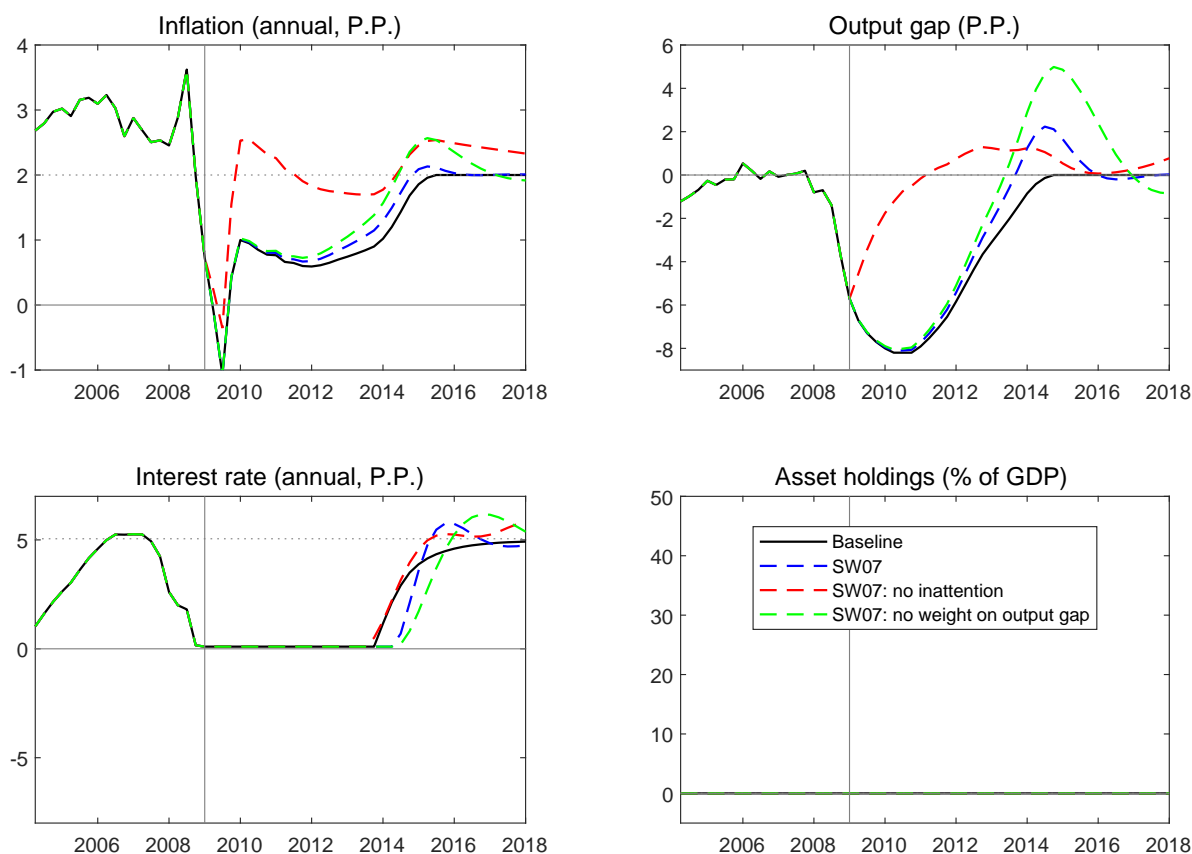 Inflation (annual, P.P.)
4
3
2
1
0
-1
2006 2008 2010 2012 2014 2016 2018
Output gap (P.P.)
6
4
2
0
-2
-4
-6
-8
2006 2008 2010 2012 2014 2016 2018
Interest rate (annual, P.P.)
5
0
-5
2006 2008 2010 2012 2014 2016 2018
Asset holdings (% of GDP)
50
40
30
20
10
0
Baseline
SW07
SW07: no inattention
SW07: no weight on output gap
2006 2008 2010 2012 2014 2016 2018